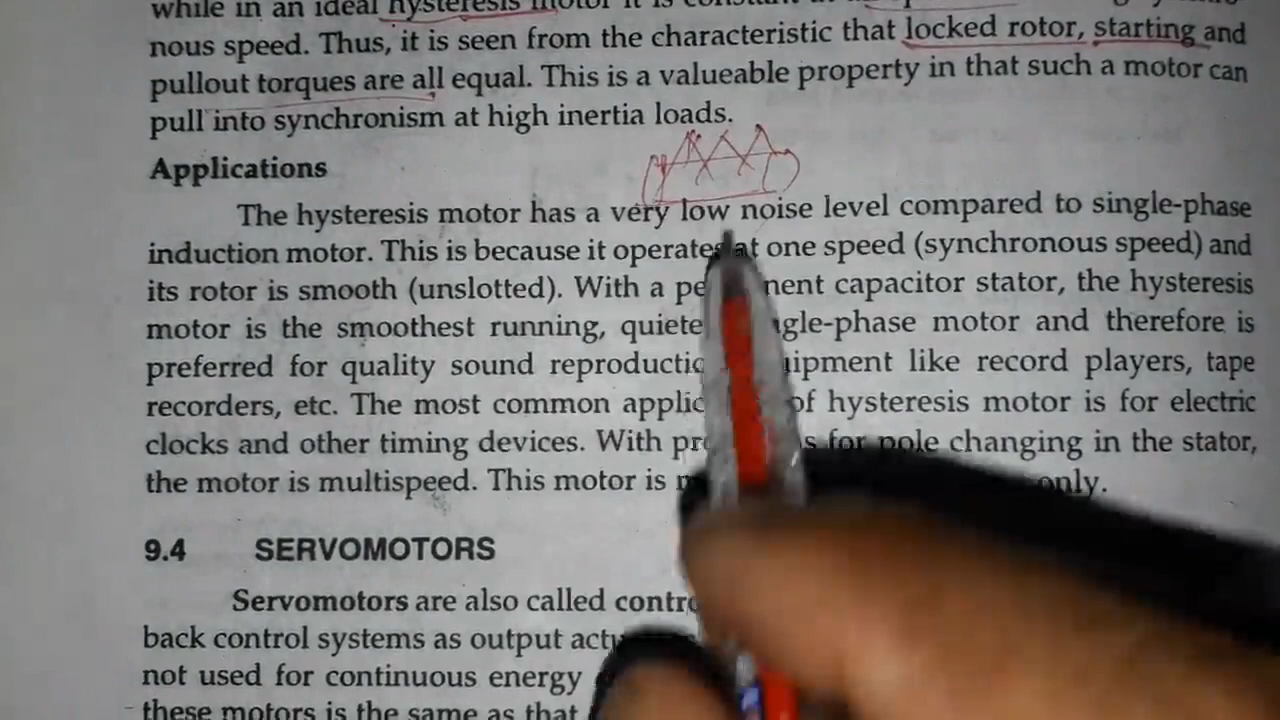 while in an ideal hysteresis motor it is constant at
nous speed. Thus, it is seen from the characteristic that locked rotor, starting and
pullout torques are all equal. This is a valueable property in that such a motor can
pull into synchronism at high inertia loads.
Applications
The hysteresis motor has a very low noise level compared to single-phase
induction motor. This is because it operates at one speed (synchronous speed) and
its rotor is smooth (unslotted). With a pe nent capacitor stator, the hysteresis
motor is the smoothest running, quiete gle-phase motor and therefore is
preferred for quality sound reproductio uipment like record players, tape
recorders, etc. The most common applic of hysteresis motor is for electric
clocks and other timing devices. With pro s for pole changing in the stator,
the motor is multispeed. This motor is only.
9.4 SERVOMOTORS
Servomotors are also called contro
back control systems as output actu
not used for continuous energy
these motors is the same as that